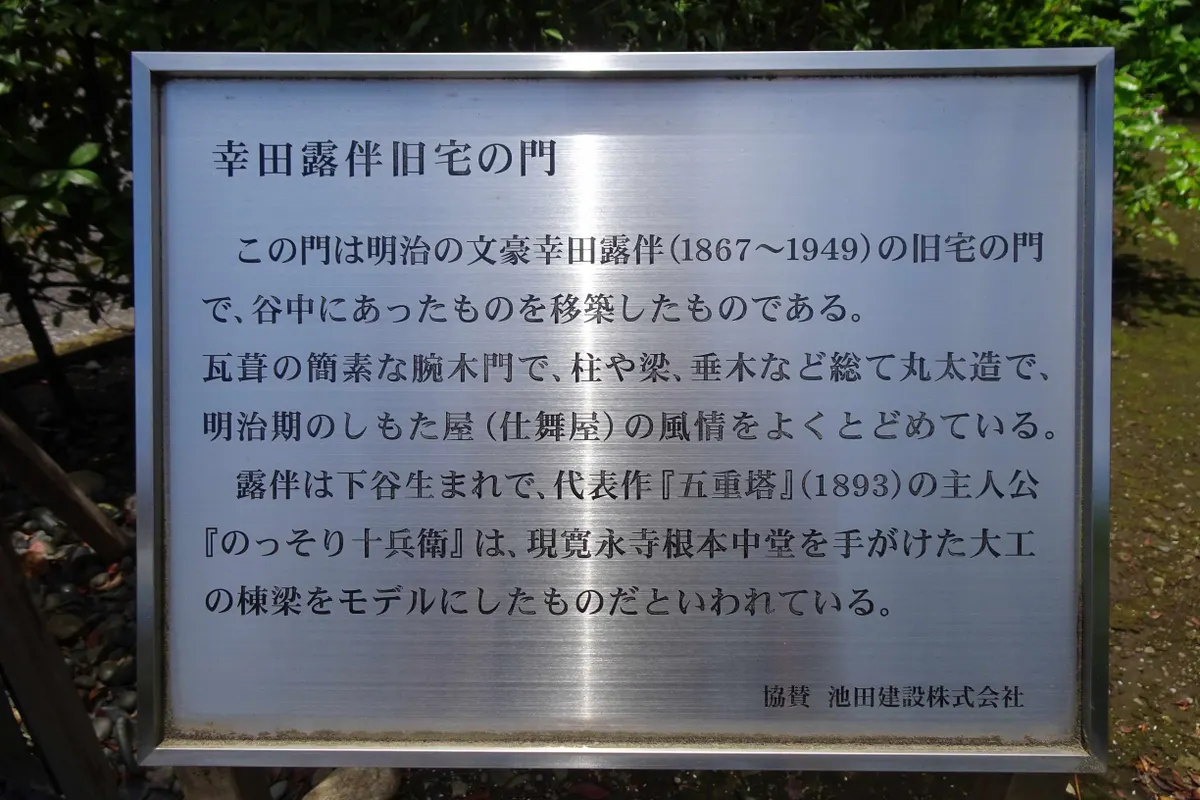 幸田露伴旧宅の門
この門は明治の文豪幸田露伴(1867〜1949)の旧宅の門
で、谷中にあったものを移築したものである。
瓦葺の簡素な腕木門で、柱や梁、垂木など総て丸太造で、
明治期のしもた屋(仕舞屋)の風情をよくとどめている。
露伴は下谷生まれで、代表作『五重塔』(1893)の主人公
『のっそり十兵衛』は、現寛永寺根本中堂を手がけた大工
の棟梁をモデルにしたものだといわれている。
協賛 池田建設株式会社